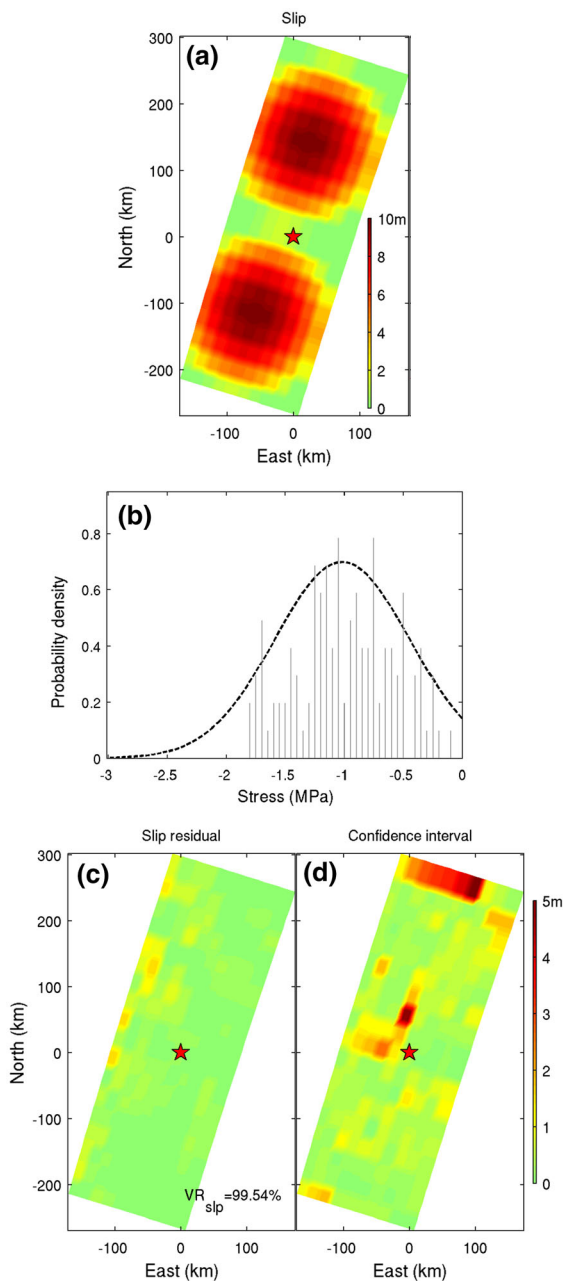 Slip
(a)
300
200
100
0
-100
-200
North (km)
10m
8
6
4
2
0
-100 0 100
East (km)
(b)
0.8
0.6
0.4
0.2
0
Probability density
-3 -2.5 -2 -1.5 -1 -0.5 0
Stress (MPa)
Slip residual Confidence interval
(c) (d)
300
200
100
0
-100
-200
North (km)
5m
4
3
2
1
0
VR slp =99.54%
-100 0 100 -100 0 100
East (km) East (km)